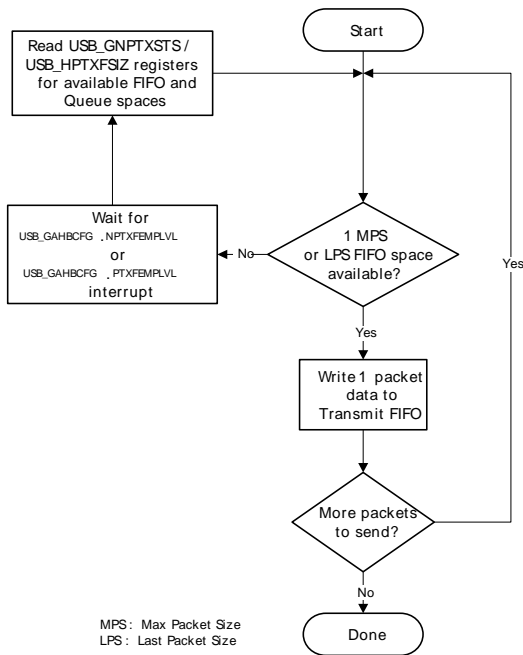 Start
Read USB_GNPTXSTS /
USB_HPTXFSIZ registers
for available FIFO and
Queue spaces
Wait for
USB_GAHBCFG .NPTXFEMPLVL
or
USB_GAHBCFG .PTXFEMPLVL
interrupt
No
1 MPS
or LPS FIFO space
available?
Yes
Yes
Write 1 packet
data to
Transmit FIFO
More packets
to send?
No
Done
MPS : Max Packet Size
LPS : Last Packet Size